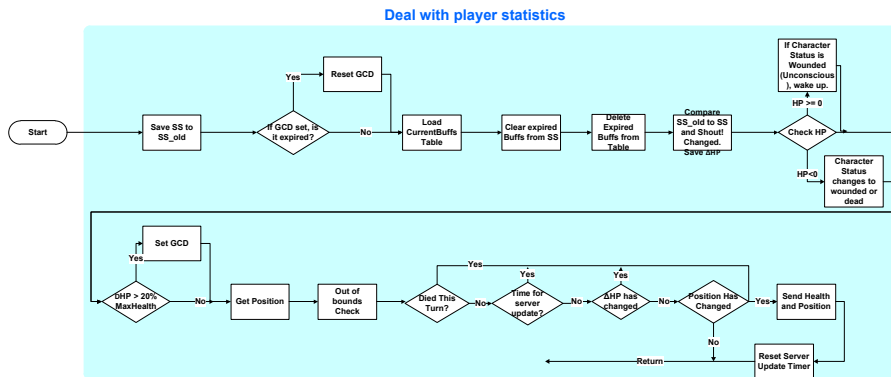 Deal with player statistics
Start
Save SS to
SS_old
If GCD set, is
it expired?
Yes
Reset GCD
No
Load
CurrentBuffs
Table
Clear expired
Buffs from SS
Delete
Expired
Buffs from
Table
Compare
SS_old to SS
and Shout!
Changed.
Save ΔHP
Check HP
HP >= 0
If Character
Status is
Wounded
(Unconscious
), wake up.
HP<0
Character
Status
changes to
wounded or
dead
DHP > 20%
MaxHealth
Yes
Set GCD
No
Get Position
Out of
bounds
Check
Died This
Turn?
Yes
No
Time for
server
update?
Yes
No
ΔHP has
changed
Yes
No
Position Has
Changed
Yes
No
Send Health
and Position
Reset Server
Update Timer
Return